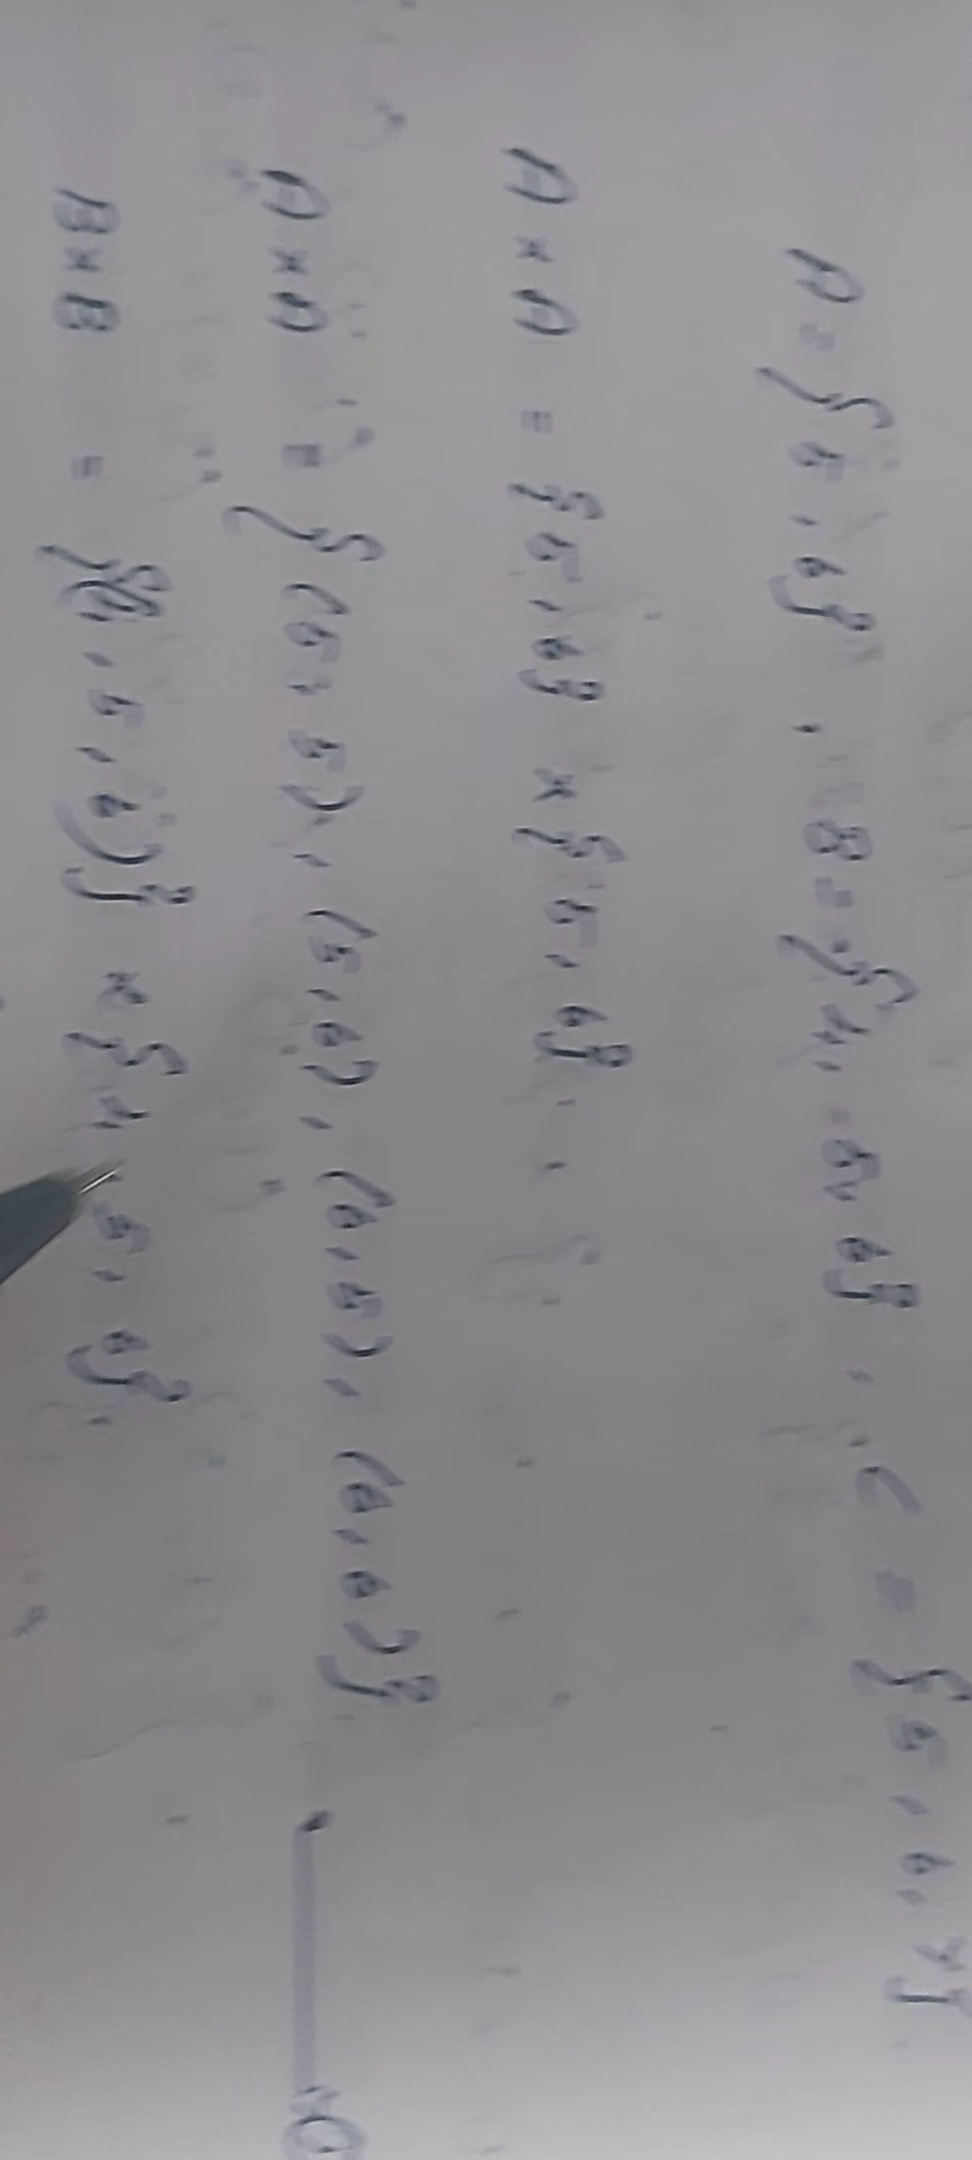 A = {5, 6}, B = {4, 5, 6}, C = {5, 6, 7}
A × A = {5, 6} × {5, 6}.
A × A = {(5, 5), (5, 6), (6, 5), (6, 6)} ①
B × B = {(4, 5, 6)} × {4, 5, 6}.